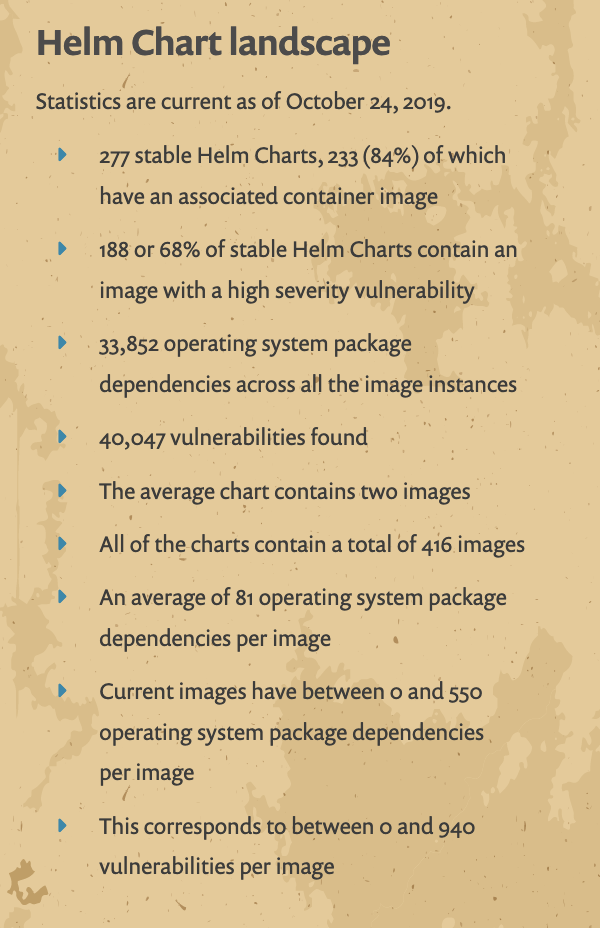 Helm Chart landscape
Statistics are current as of October 24, 2019.
277 stable Helm Charts, 233 (84%) of which
have an associated container image
188 or 68% of stable Helm Charts contain an
image with a high severity vulnerability
33,852 operating system package
dependencies across all the image instances
40,047 vulnerabilities found
The average chart contains two images
All of the charts contain a total of 416 images
An average of 81 operating system package
dependencies per image
Current images have between 0 and 550
operating system package dependencies
per image
This corresponds to between 0 and 940
vulnerabilities per image